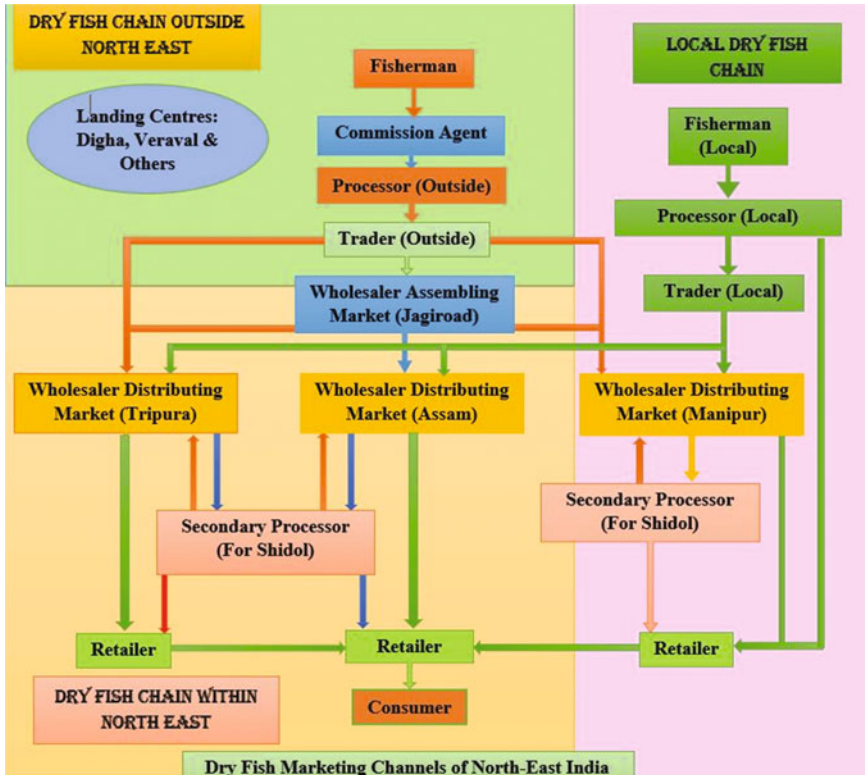 DRY FISH CHAIN OUTSIDE
NORTH EAST
Landing Centres:
Digha, Veraval &
Others
Fisherman
Commission Agent
Processor (Outside)
Trader (Outside)
Wholesaler Assembling
Market (Jagiroad)
LOCAL DRY FISH
CHAIN
Fisherman
(Local)
Processor (Local)
Trader (Local)
Wholesaler Distributing
Market (Tripura)
Wholesaler Distributing
Market (Assam)
Wholesaler Distributing
Market (Manipur)
Secondary Processor
(For Shidol)
Secondary Processor
(For Shidol)
Retailer
Retailer
Retailer
DRY FISH CHAIN WITHIN
NORTH EAST
Consumer
Dry Fish Marketing Channels of North-East India